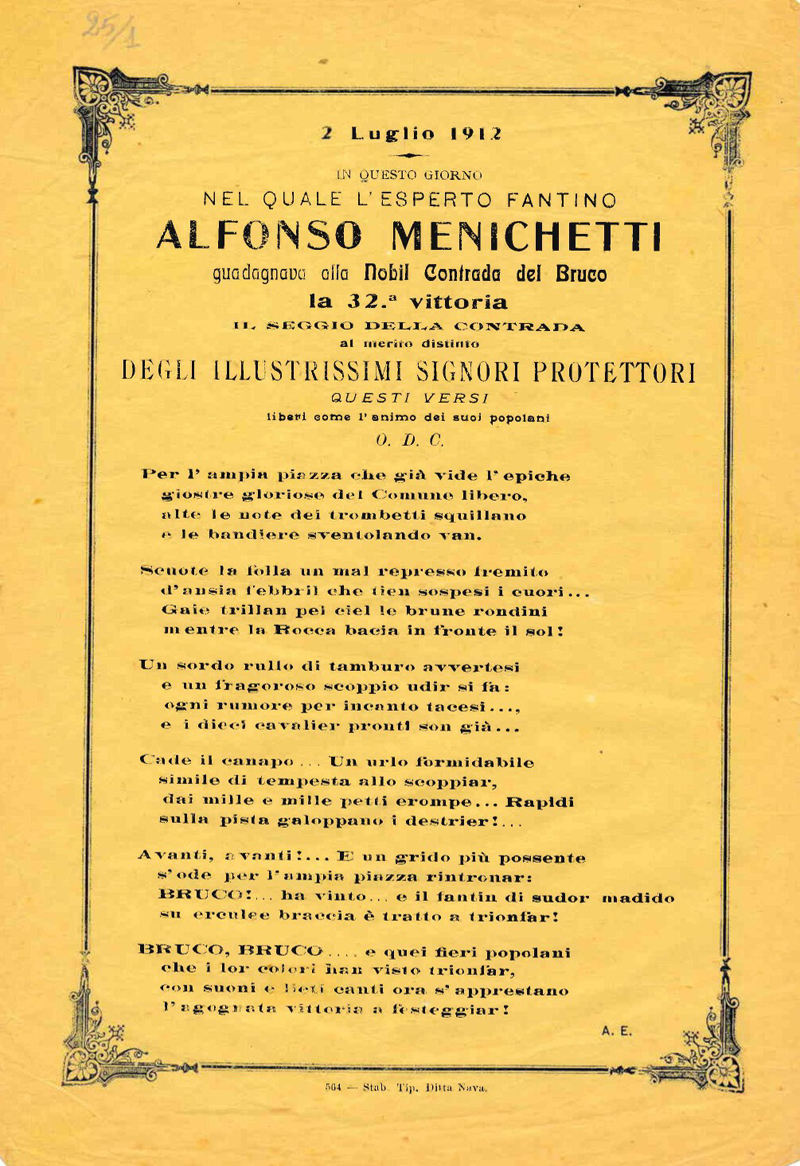 25/1
2 Luglio 1912
IN QUESTO GIORNO
NEL QUALE L'ESPERTO FANTINO
ALFONSO MENICHETTI
guadagnava alla Nobil Contrada del Bruco
la 32.ª vittoria
IL SEGGIO DELLA CONTRADA
al merito distinto
DEGLI ILLUSTRISSIMI SIGNORI PROTETTORI
QUESTI VERSI
liberi come l'animo dei suoi popolani
O. D. C.
Per l'ampia piazza che già vide l'epiche
giostre gloriose del Comune libero,
alte le note dei trombetti squillano
e le bandiere sventolando van.
Scuote la folla un mal represso fremito
d'ansia febbril che tien sospesi i cuori...
Gaie trillan pel ciel le brune rondini
mentre la Rocca bacia in fronte il sol!
Un sordo rullo di tamburo avvertesi
e un fragoroso scoppio udir si fa:
ogni rumore per incanto tacesi...,
e i dieci cavalier pronti son già...
Cade il canapo... Un urlo formidabile
simile di tempesta allo scoppiar,
dai mille e mille petti erompe... Rapidi
sulla pista galoppano i destrier!...
Avanti, avanti!... E un grido più possente
s'ode per l'ampia piazza rintronar:
BRUCO!... ha vinto... e il fantin di sudor madido
su erculee braccia è tratto a trionfar!
BRUCO, BRUCO.... e quei fieri popolani
che i lor colori han visto trionfar,
con suoni e lieti canti ora s'apprestano
l'agognata vittoria a festeggiar!
A. E.
564 — Stab. Tip. Ditta Nava.